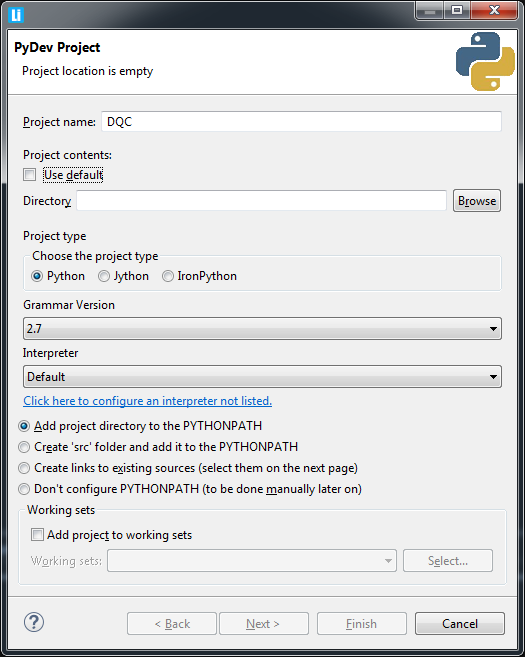 Li
PyDev Project
Project location is empty
Project name: DQC
Project contents:
Use default
Directory Browse
Project type
Choose the project type
Python Jython IronPython
Grammar Version
2.7
Interpreter
Default
Click here to configure an interpreter not listed.
Add project directory to the PYTHONPATH
Create 'src' folder and add it to the PYTHONPATH
Create links to existing sources (select them on the next page)
Don't configure PYTHONPATH (to be done manually later on)
Working sets
Add project to working sets
Working sets: Select...
? < Back Next > Finish Cancel